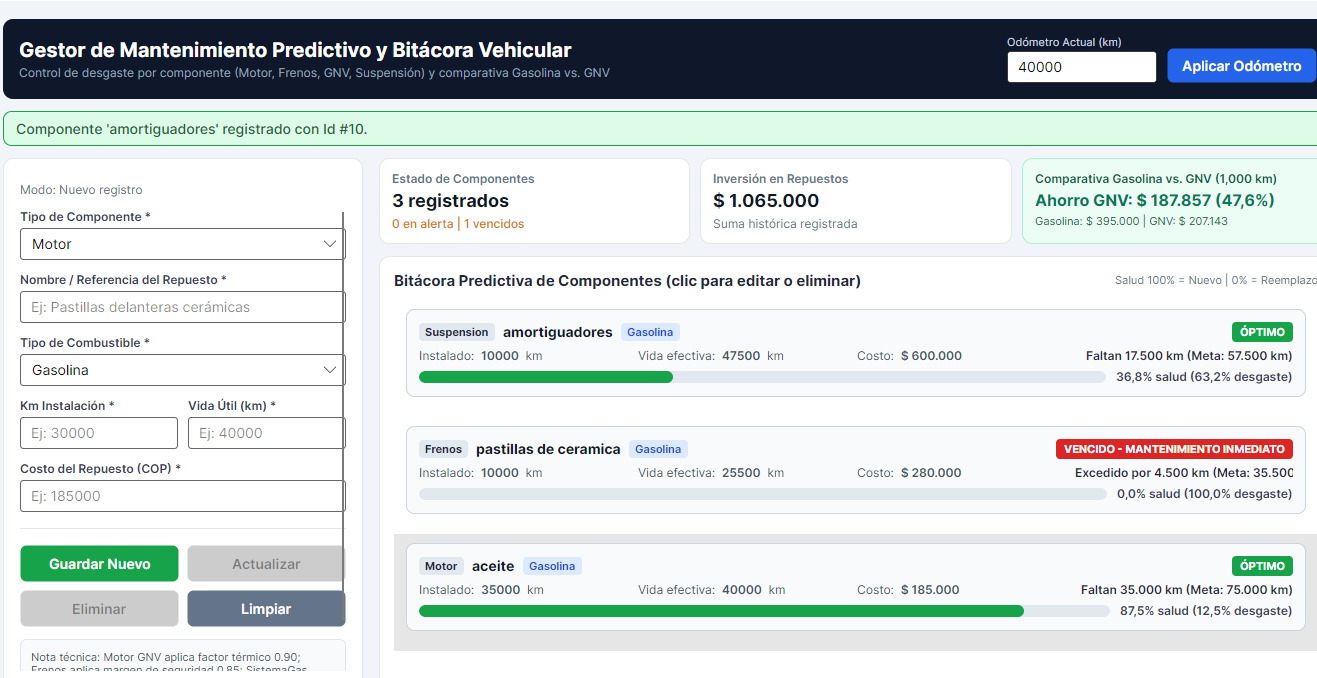 Gestor de Mantenimiento Predictivo y Bitácora Vehicular
Control de desgaste por componente (Motor, Frenos, GNV, Suspensión) y comparativa Gasolina vs. GNV
Odómetro Actual (km)
40000
Aplicar Odómetro
Componente 'amortiguadores' registrado con Id #10.
Modo: Nuevo registro
Tipo de Componente *
Motor
Nombre / Referencia del Repuesto *
Ej: Pastillas delanteras cerámicas
Tipo de Combustible *
Gasolina
Km Instalación * Vida Útil (km) *
Ej: 30000 Ej: 40000
Costo del Repuesto (COP) *
Ej: 185000
Guardar Nuevo Actualizar
Eliminar Limpiar
Nota técnica: Motor GNV aplica factor térmico 0.90;
Frenos aplica margen de seguridad 0.85; SistemaGas
Estado de Componentes
3 registrados
0 en alerta | 1 vencidos
Inversión en Repuestos
$ 1.065.000
Suma histórica registrada
Comparativa Gasolina vs. GNV (1,000 km)
Ahorro GNV: $ 187.857 (47,6%)
Gasolina: $ 395.000 | GNV: $ 207.143
Bitácora Predictiva de Componentes (clic para editar o eliminar)
Salud 100% = Nuevo | 0% = Reemplazo
Suspension amortiguadores Gasolina ÓPTIMO
Instalado: 10000 km Vida efectiva: 47500 km Costo: $ 600.000 Faltan 17.500 km (Meta: 57.500 km)
36,8% salud (63,2% desgaste)
Frenos pastillas de ceramica Gasolina VENCIDO - MANTENIMIENTO INMEDIATO
Instalado: 10000 km Vida efectiva: 25500 km Costo: $ 280.000 Excedido por 4.500 km (Meta: 35.500
0,0% salud (100,0% desgaste)
Motor aceite Gasolina ÓPTIMO
Instalado: 35000 km Vida efectiva: 40000 km Costo: $ 185.000 Faltan 35.000 km (Meta: 75.000 km)
87,5% salud (12,5% desgaste)